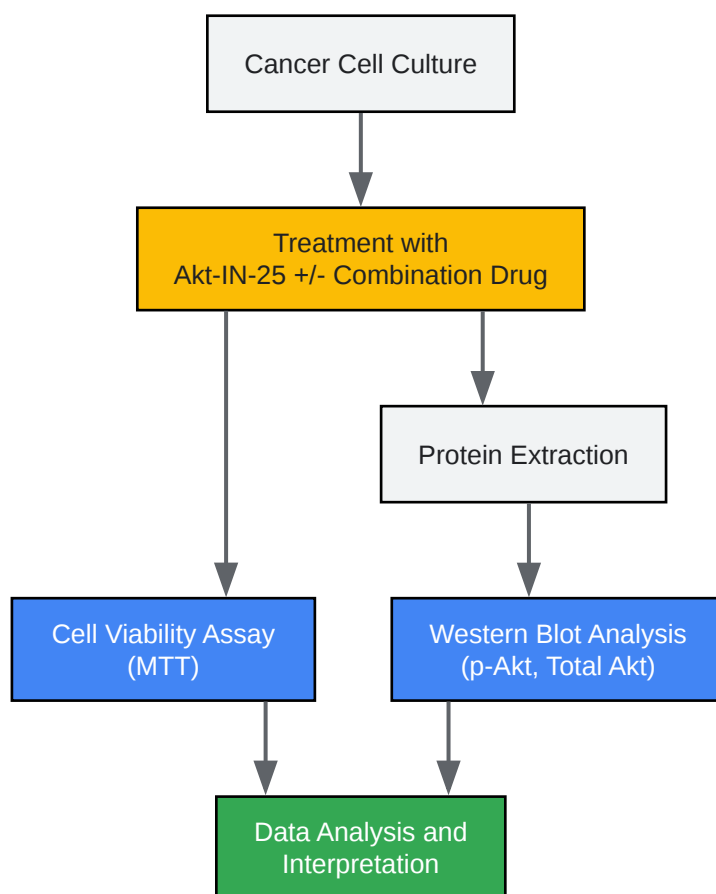 Cancer Cell Culture
Treatment with
Akt-IN-25 +/- Combination Drug
Protein Extraction
Cell Viability Assay
(MTT)
Western Blot Analysis
(p-Akt, Total Akt)
Data Analysis and
Interpretation